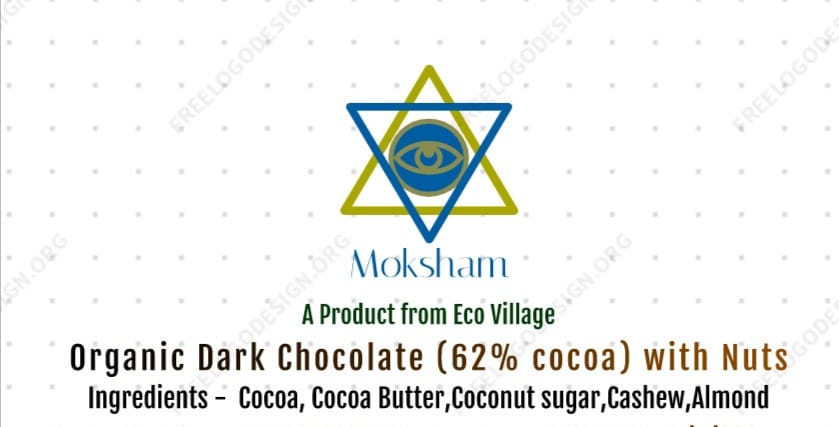 Moksham
A Product from Eco Village
Organic Dark Chocolate (62% cocoa) with Nuts
Ingredients - Cocoa, Cocoa Butter,Coconut sugar,Cashew,Almond
FREELOGODESIGN.ORG